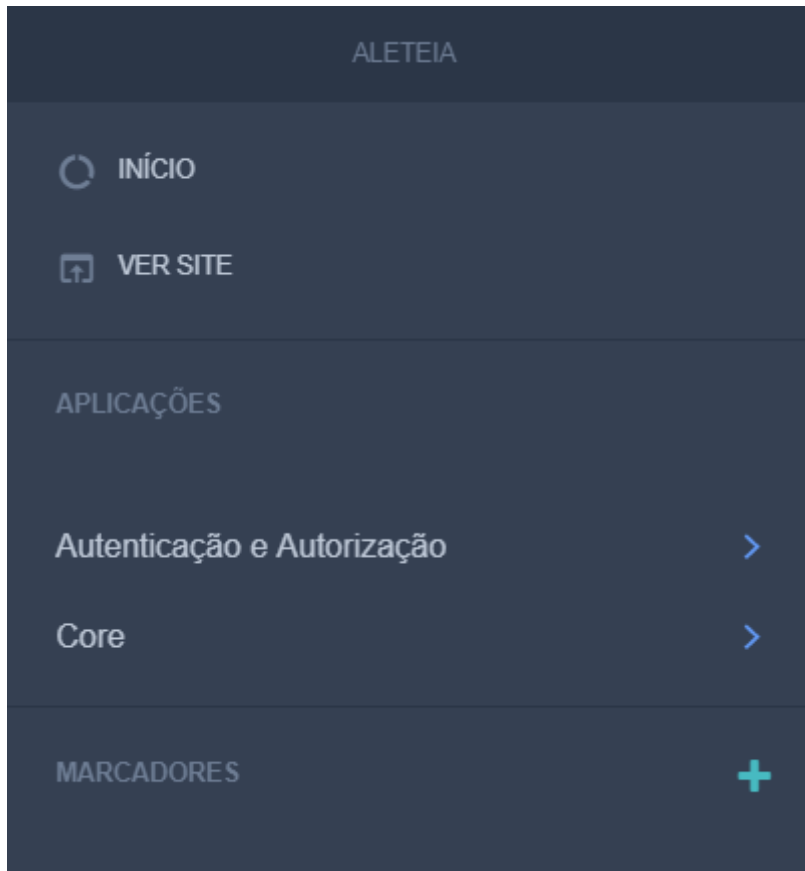 ALETEIA
INÍCIO
VER SITE
APLICAÇÕES
Autenticação e Autorização
Core
MARCADORES